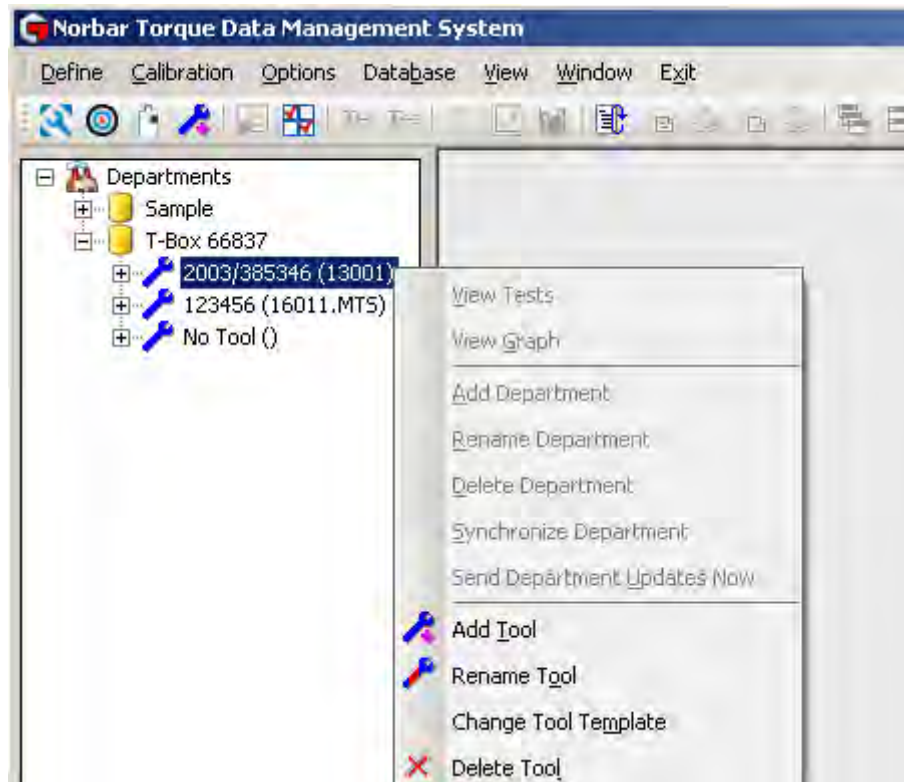 Norbar Torque Data Management System
Define Calibration Options Database View Window Exit
Departments
Sample
T-Box 66837
2003/385346 (13001)
123456 (16011.MTS)
No Tool ()
View Tests
View Graph
Add Department
Rename Department
Delete Department
Synchronize Department
Send Department Updates Now
Add Tool
Rename Tool
Change Tool Template
Delete Tool